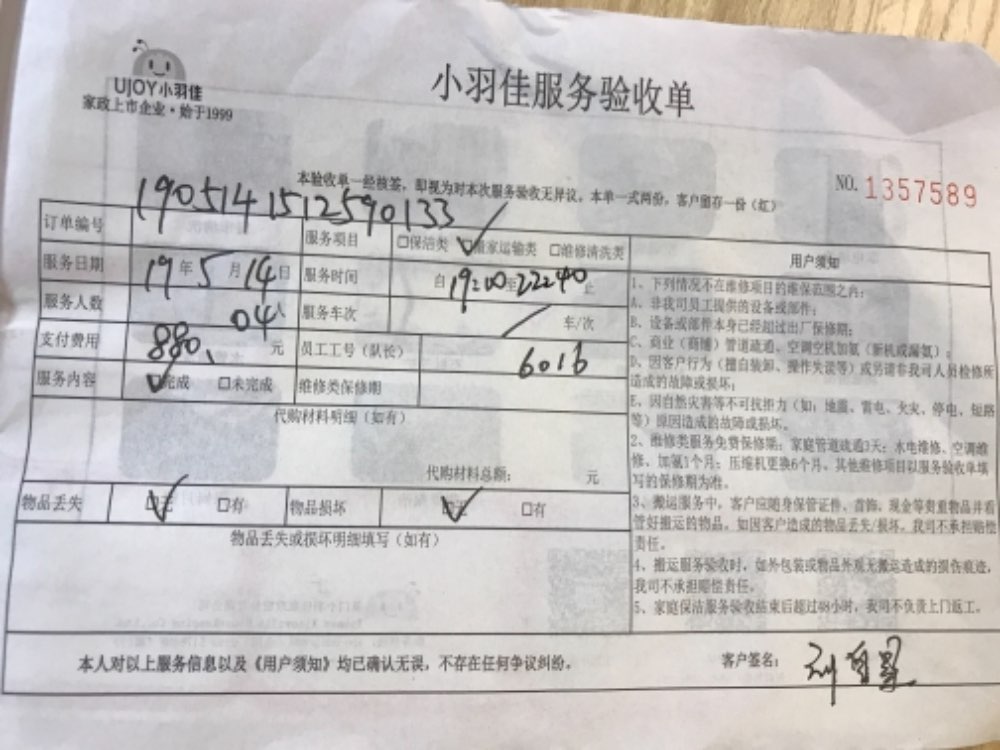 UJOY小羽佳
家政上市企业·始于1999
小羽佳服务验收单
本验收单一经核签，即视为对本次服务验收无异议，本单一式两份，客户留存一份（红）
NO. 1357589
订单编号 1905141512590133
服务项目 □保洁类 ☑搬家运输类 □维修清洗类
服务日期 19年5月14日 服务时间 自19:00至22:40止
服务人数 04人 服务车次 / 车/次
支付费用 880、元 员工工号（队长） 6016
服务内容 ☑完成 □未完成 维修类保修期
代购材料明细（如有）
代购材料总额： 元
物品丢失 ☑无 □有 物品损坏 ☑无 □有
物品丢失或损坏明细填写（如有）
用户须知
1、下列情况不在维修项目的维保范围之内：
A、非我司员工提供的设备或部件；
B、设备或部件本身已经超过出厂保修期；
C、商业（商铺）管道疏通、空调空机加氨（新机或漏氨）；
D、因客户行为（擅自装卸、操作失误等）或另请非我司人员检修所
造成的故障或损坏；
E、因自然灾害等不可抗拒力（如：地震、雷电、火灾、停电、短路
等）原因造成的故障或损坏。
2、维修类服务免费保修期：家庭管道疏通3天；水电维修、空调维
修、加氨1个月；压缩机更换6个月、其他维修项目以服务验收单填
写的保修期为准。
3、搬运服务中，客户应随身保管证件、首饰、现金等贵重物品并看
管好搬运的物品。如因客户造成的物品丢失/损坏，我司不承担赔偿
责任。
4、搬运服务验收时，如外包装或物品外观无搬运造成的损伤痕迹，
我司不承担赔偿责任。
5、家庭保洁服务验收结束后超过48小时，我司不负责上门返工。
本人对以上服务信息以及《用户须知》均已确认无误，不存在任何争议纠纷。
客户签名：